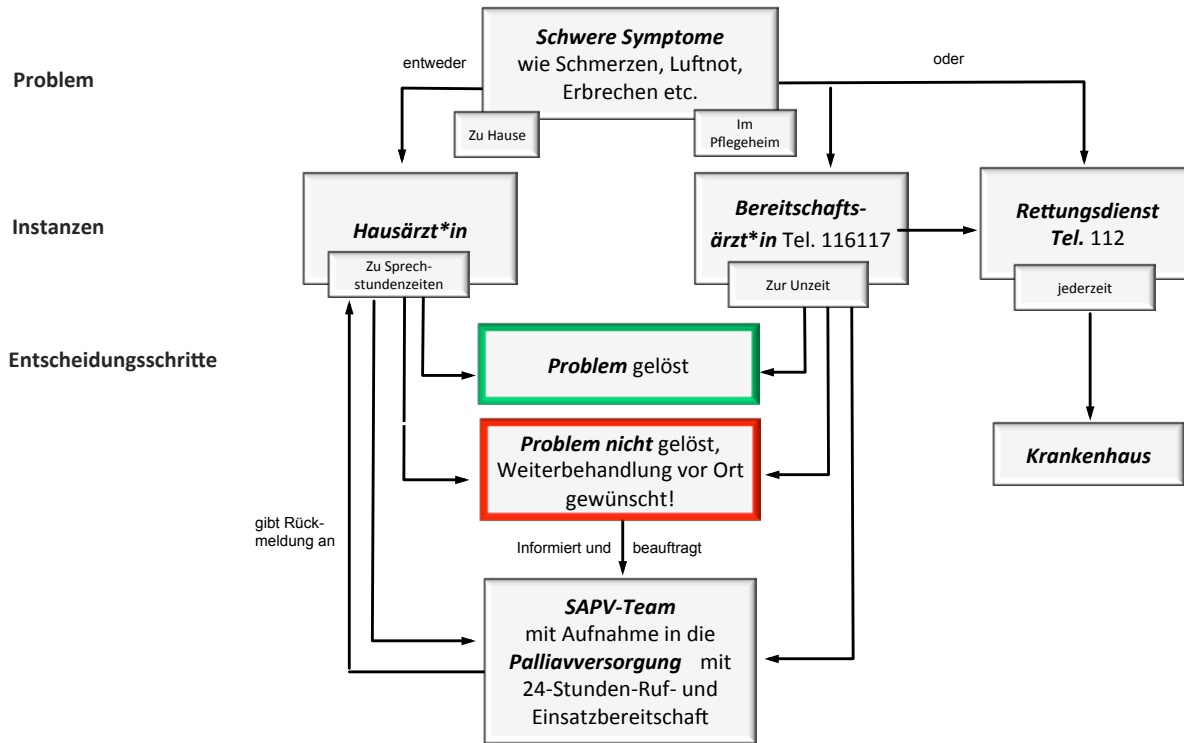 Problem
entweder
Schwere Symptome
wie Schmerzen, Luftnot,
Erbrechen etc.
oder
Zu Hause
Im
Pflegeheim
Instanzen
Hausärzt*in
Zu Sprech-
stundenzeiten
Bereitschafts-
ärzt*in Tel. 116117
Zur Unzeit
Rettungsdienst
Tel. 112
jederzeit
Entscheidungsschritte
Problem gelöst
Problem nicht gelöst,
Weiterbehandlung vor Ort
gewünscht!
Krankenhaus
gibt Rück-
meldung an
Informiert und beauftragt
SAPV-Team
mit Aufnahme in die
Palliavversorgung mit
24-Stunden-Ruf- und
Einsatzbereitschaft